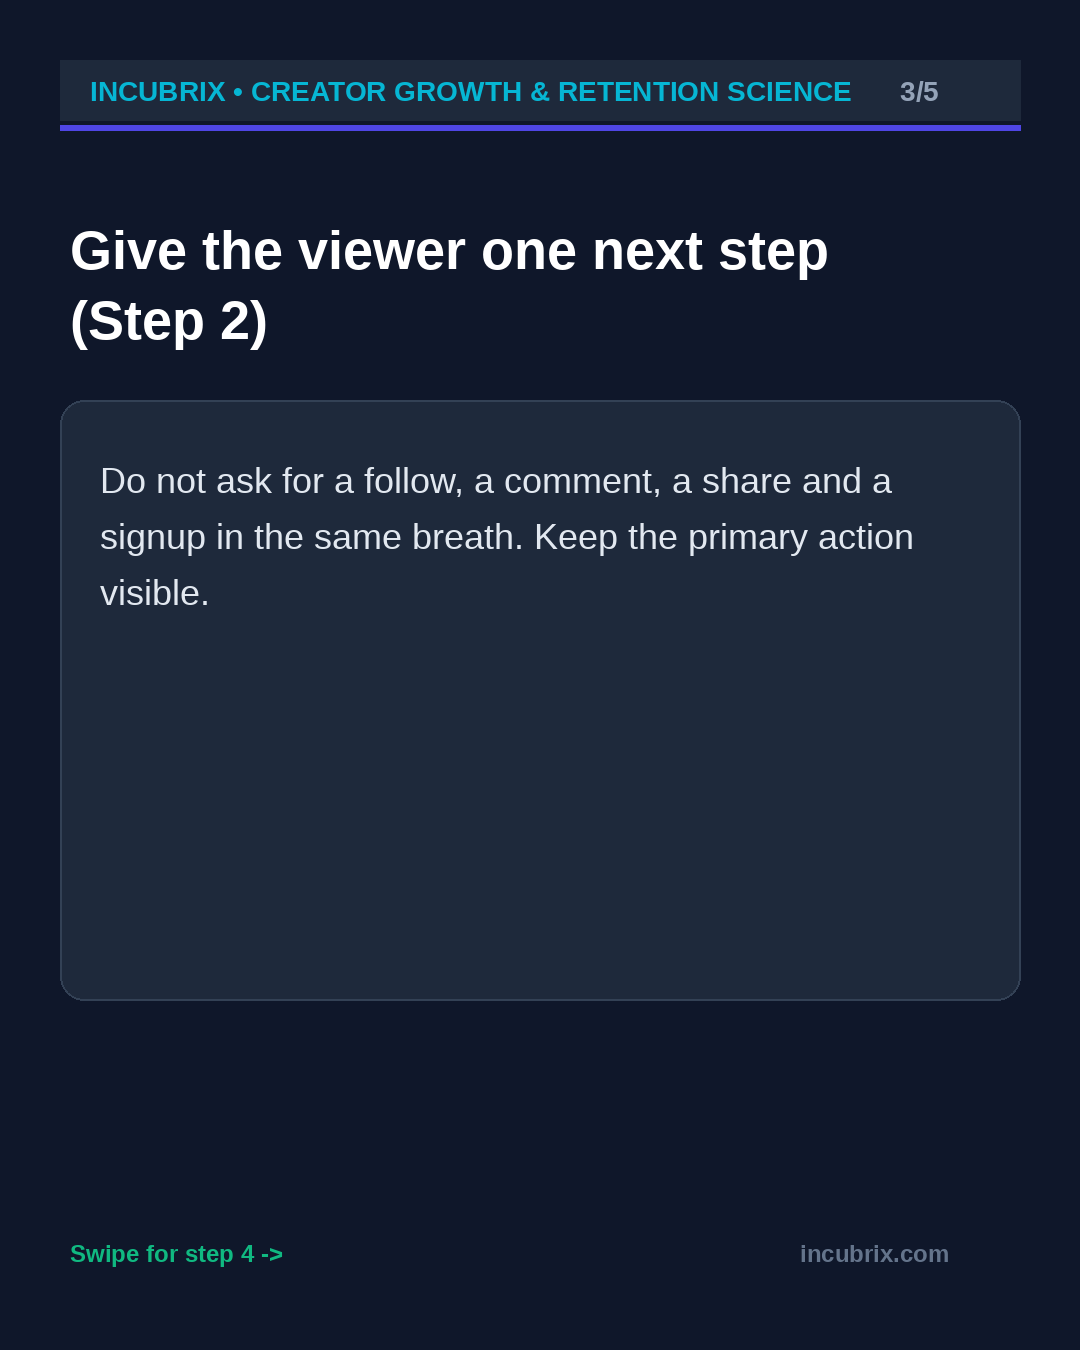 INCUBRIX • CREATOR GROWTH & RETENTION SCIENCE 3/5
Give the viewer one next step
(Step 2)
Do not ask for a follow, a comment, a share and a
signup in the same breath. Keep the primary action
visible.
Swipe for step 4 -> incubrix.com